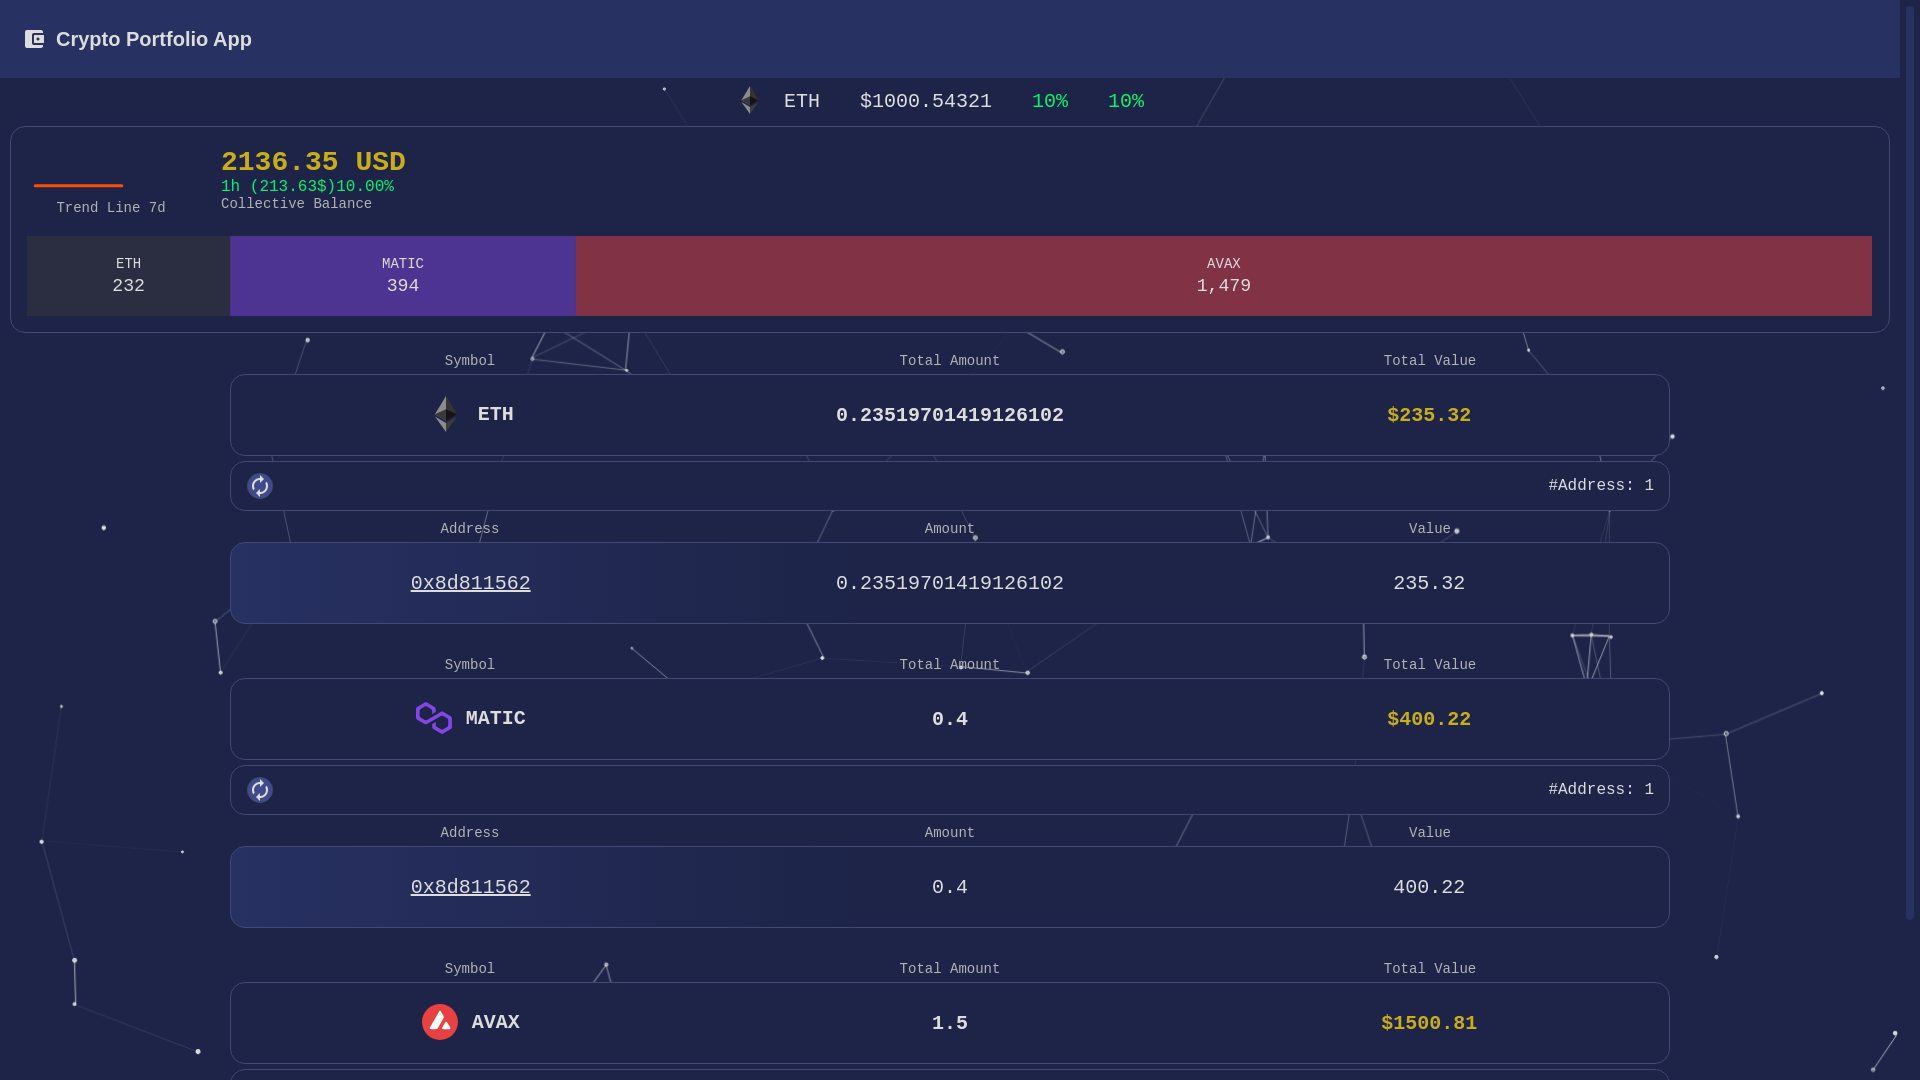 Crypto Portfolio App
ETH $1000.54321 10% 10%
2136.35 USD
1h (213.63$)10.00%
Collective Balance
Trend Line 7d
ETH
232
MATIC
394
AVAX
1,479
Symbol Total Amount Total Value
ETH 0.23519701419126102 $235.32
#Address: 1
Address Amount Value
0x8d811562 0.23519701419126102 235.32
Symbol Total Amount Total Value
MATIC 0.4 $400.22
#Address: 1
Address Amount Value
0x8d811562 0.4 400.22
Symbol Total Amount Total Value
AVAX 1.5 $1500.81